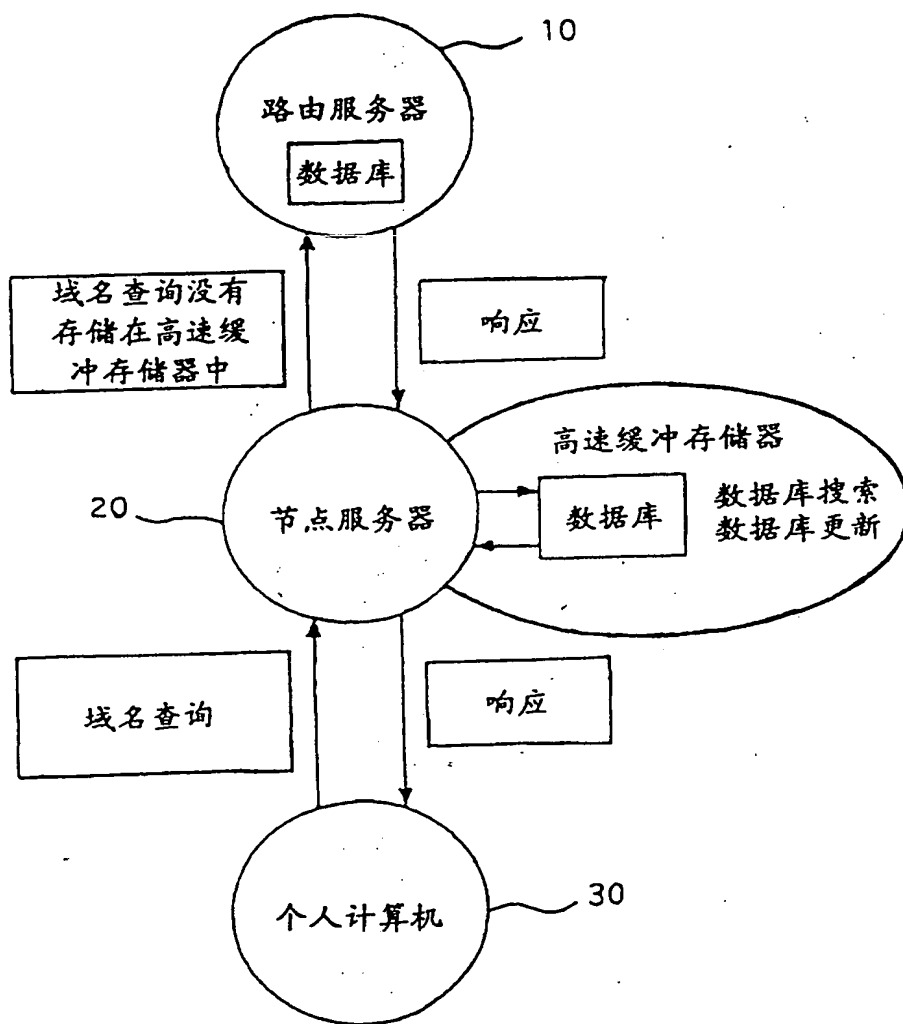 10
路由服务器
数据库
域名查询没有
存储在高速缓
冲存储器中
响应
高速缓冲存储器
20
节点服务器
数据库
数据库搜索
数据库更新
域名查询
响应
个人计算机
30